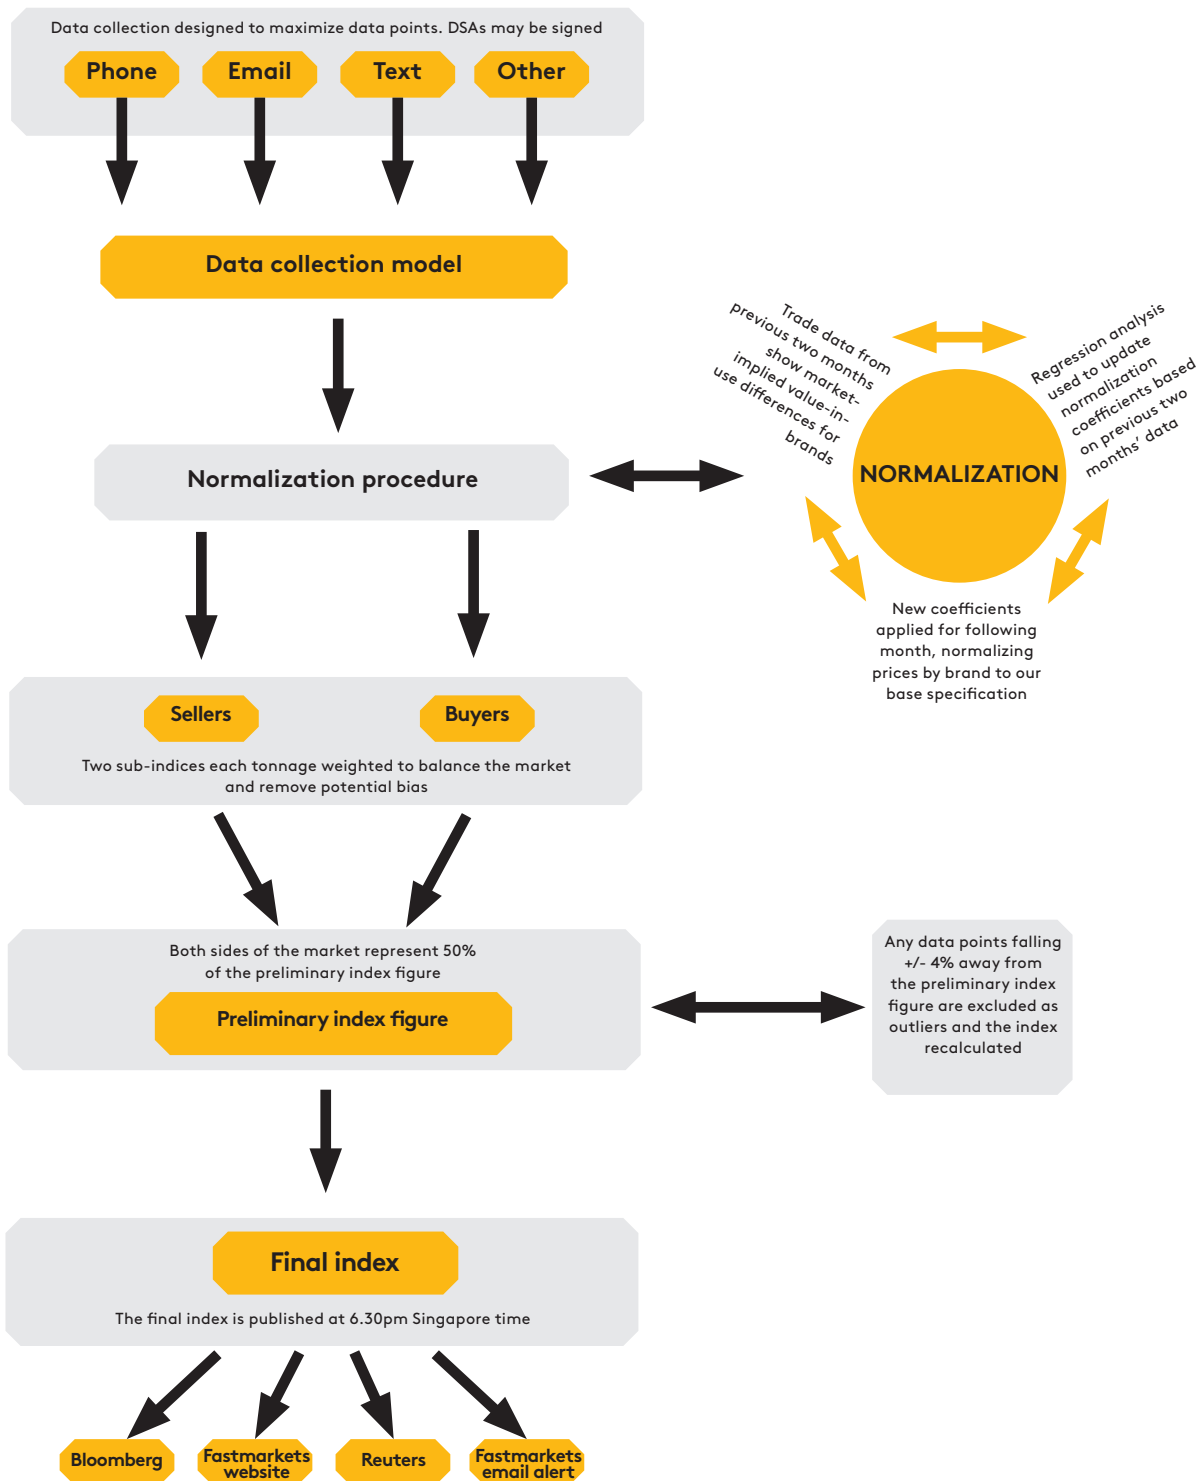 Data collection designed to maximize data points. DSAs may be signed
Phone
Email
Text
Other
Data collection model
Trade data from
previous two months
show market-
implied value-in-
use differences for
brands
Regression analysis
used to update
normalization
coefficients based
on previous two
months' data
NORMALIZATION
Normalization procedure
New coefficients
applied for following
month, normalizing
prices by brand to our
base specification
Sellers
Buyers
Two sub-indices each tonnage weighted to balance the market
and remove potential bias
Both sides of the market represent 50%
of the preliminary index figure
Preliminary index figure
Any data points falling
+/- 4% away from
the preliminary index
figure are excluded as
outliers and the index
recalculated
Final index
The final index is published at 6.30pm Singapore time
Bloomberg
Fastmarkets
website
Reuters
Fastmarkets
email alert